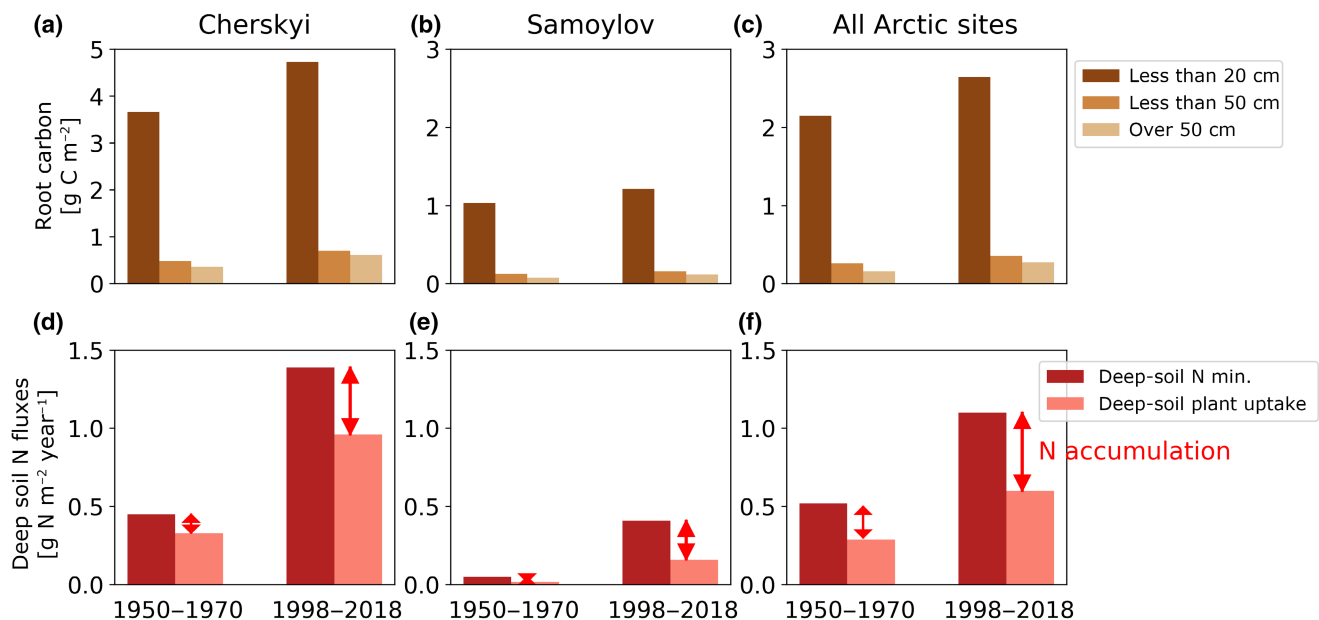 (a) Cherskyi
(b) Samoylov
(c) All Arctic sites
Root carbon
[g C m⁻²]
5
4
3
2
1
0
3
2
1
0
3
2
1
0
Less than 20 cm
Less than 50 cm
Over 50 cm
(d)
(e)
(f)
Deep soil N fluxes
[g N m⁻² year⁻¹]
1.5
1.0
0.5
0.0
1.5
1.0
0.5
0.0
1.5
1.0
0.5
0.0
Deep-soil N min.
Deep-soil plant uptake
N accumulation
1950–1970 1998–2018
1950–1970 1998–2018
1950–1970 1998–2018